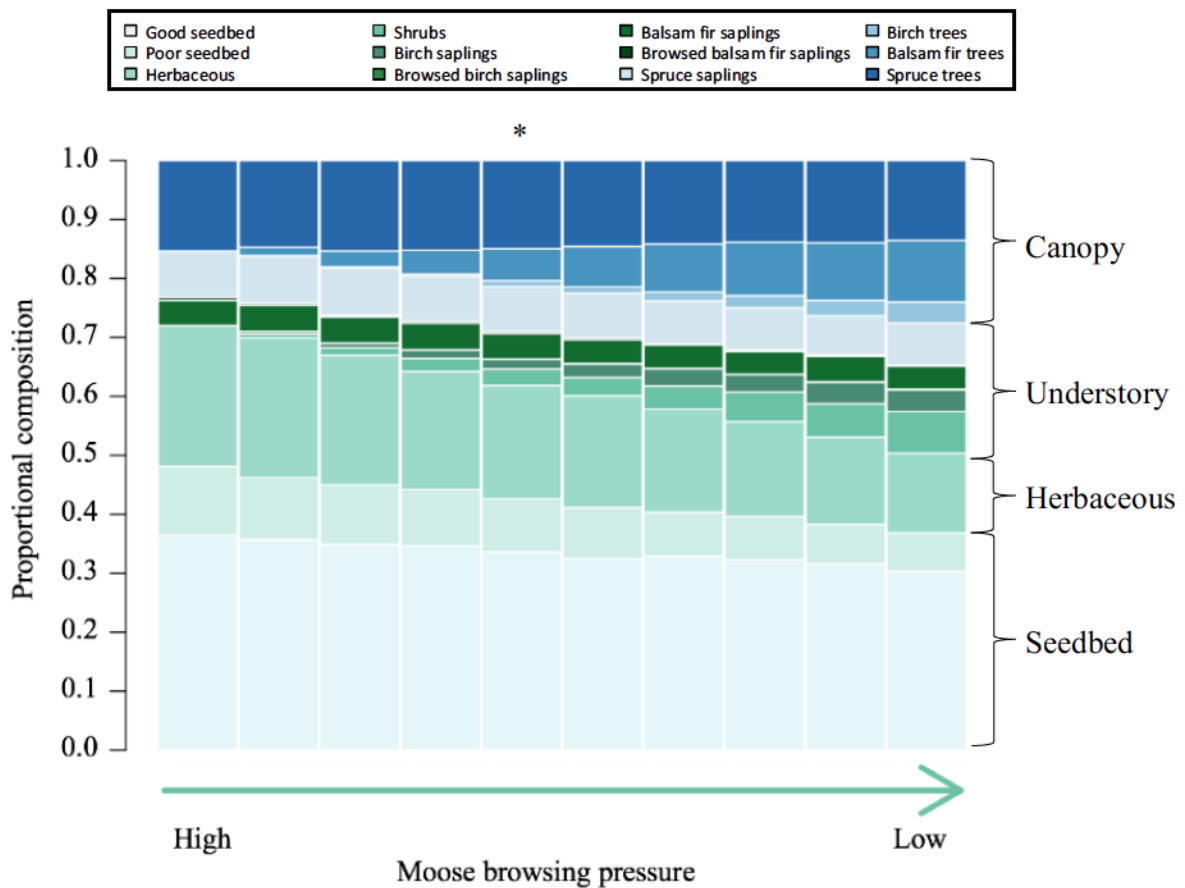 Good seedbed
Poor seedbed
Herbaceous
Shrubs
Birch saplings
Browsed birch saplings
Balsam fir saplings
Browsed balsam fir saplings
Spruce saplings
Birch trees
Balsam fir trees
Spruce trees
*
1.0
0.9
0.8
0.7
0.6
0.5
0.4
0.3
0.2
0.1
0.0
Proportional composition
Canopy
Understory
Herbaceous
Seedbed
High
Low
Moose browsing pressure